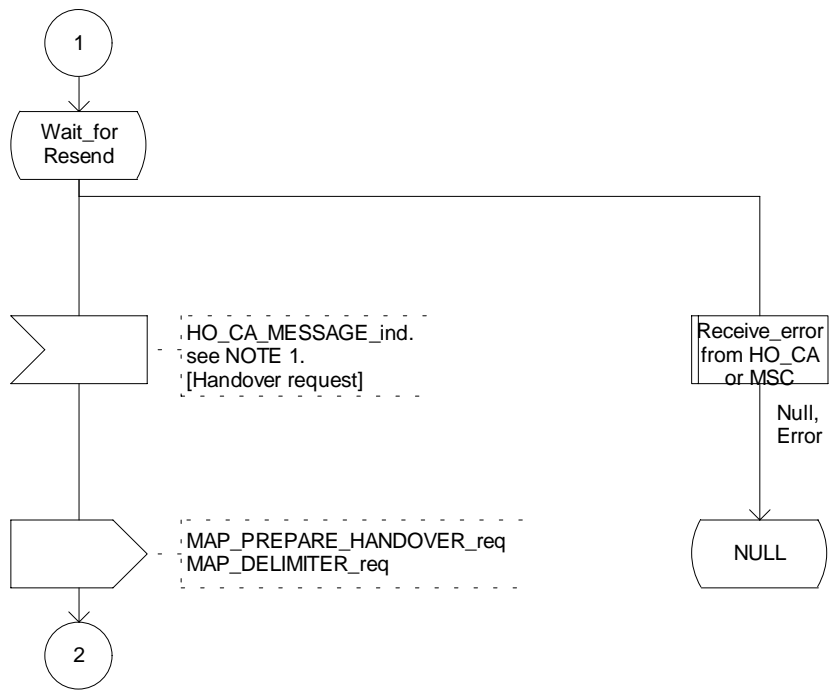 1
Wait_for
Resend
HO_CA_MESSAGE_ind.
see NOTE 1.
[Handover request]
Receive_error
from HO_CA
or MSC
Null,
Error
MAP_PREPARE_HANDOVER_req
MAP_DELIMITER_req
NULL
2